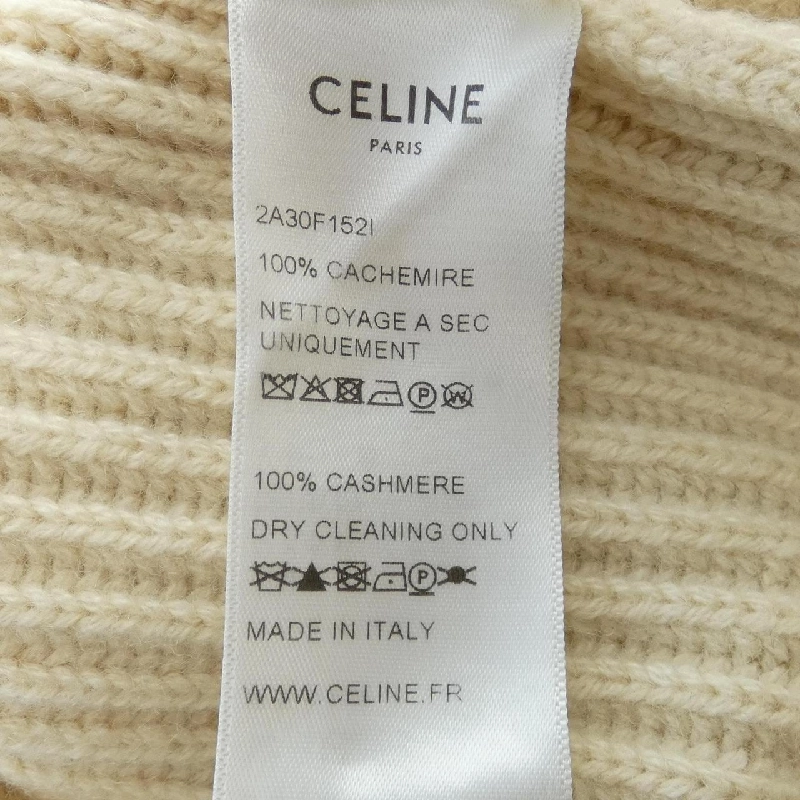 CELINE
PARIS
2A30F152I
100% CACHEMIRE
NETTOYAGE A SEC
UNIQUEMENT
P W
100% CASHMERE
DRY CLEANING ONLY
P
MADE IN ITALY
WWW.CELINE.FR